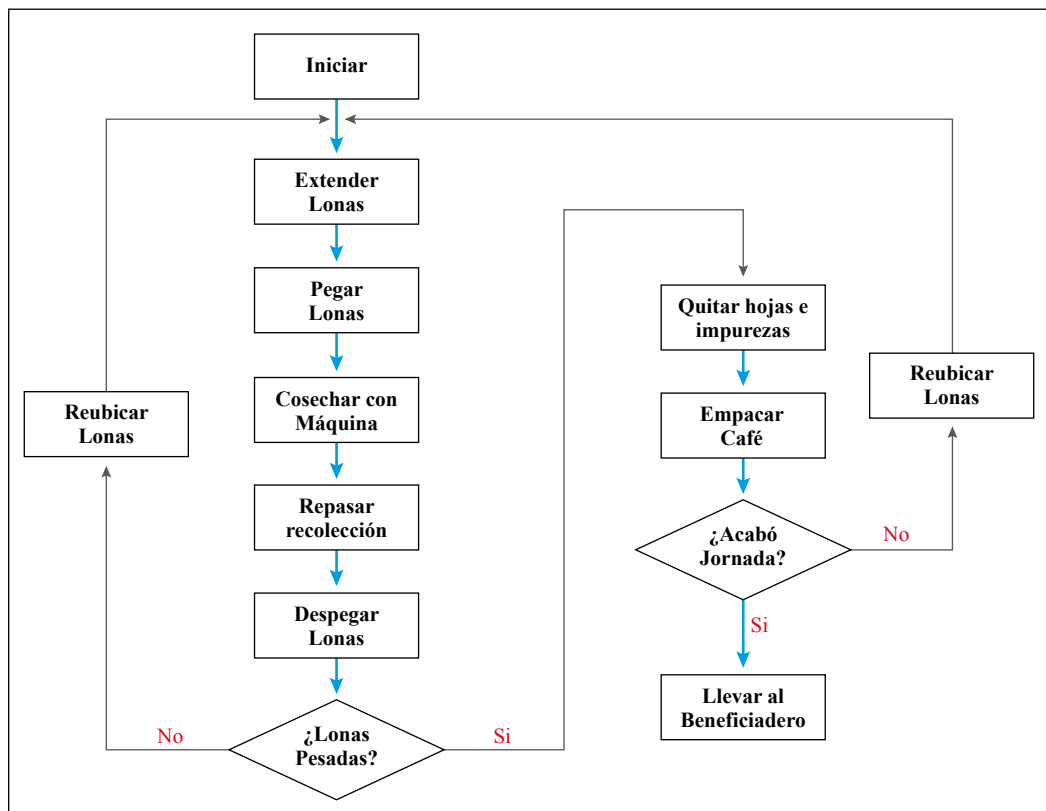 Iniciar
Extender
Lonas
Pegar
Lonas
Cosechar con
Máquina
Repasar
recolección
Despegar
Lonas
¿Lonas
Pesadas?
No
Reubicar
Lonas
Si
Quitar hojas e
impurezas
Empacar
Café
¿Acabó
Jornada?
No
Reubicar
Lonas
Si
Llevar al
Beneficiadero